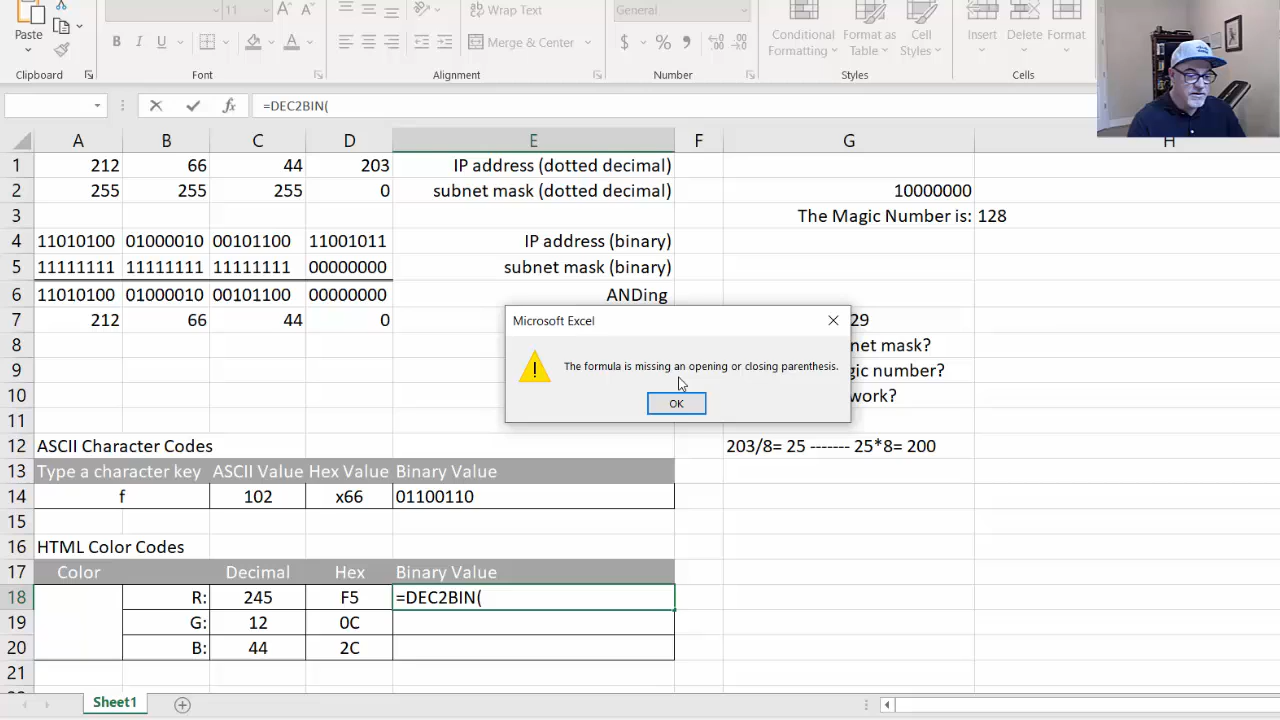 11
Wrap Text
General
Paste
B I U
Merge & Center
$ % 9
Conditional Formatting
Format as Table
Cell Styles
Insert Delete Format
Clipboard Font Alignment Number Styles Cells
fx =DEC2BIN(
A B C D E F G H
1 212 66 44 203 IP address (dotted decimal)
2 255 255 255 0 subnet mask (dotted decimal) 10000000
3 The Magic Number is: 128
4 11010100 01000010 00101100 11001011 IP address (binary)
5 11111111 11111111 11111111 00000000 subnet mask (binary)
6 11010100 01000010 00101100 00000000 ANDing
7 212 66 44 0 29
Microsoft Excel
The formula is missing an opening or closing parenthesis.
OK
8 net mask?
9 gic number?
10 work?
11
12 ASCII Character Codes 203/8= 25 ------- 25*8= 200
13 Type a character key ASCII Value Hex Value Binary Value
14 f 102 x66 01100110
15
16 HTML Color Codes
17 Color Decimal Hex Binary Value
18 R: 245 F5 =DEC2BIN(
19 G: 12 0C
20 B: 44 2C
21
Sheet1